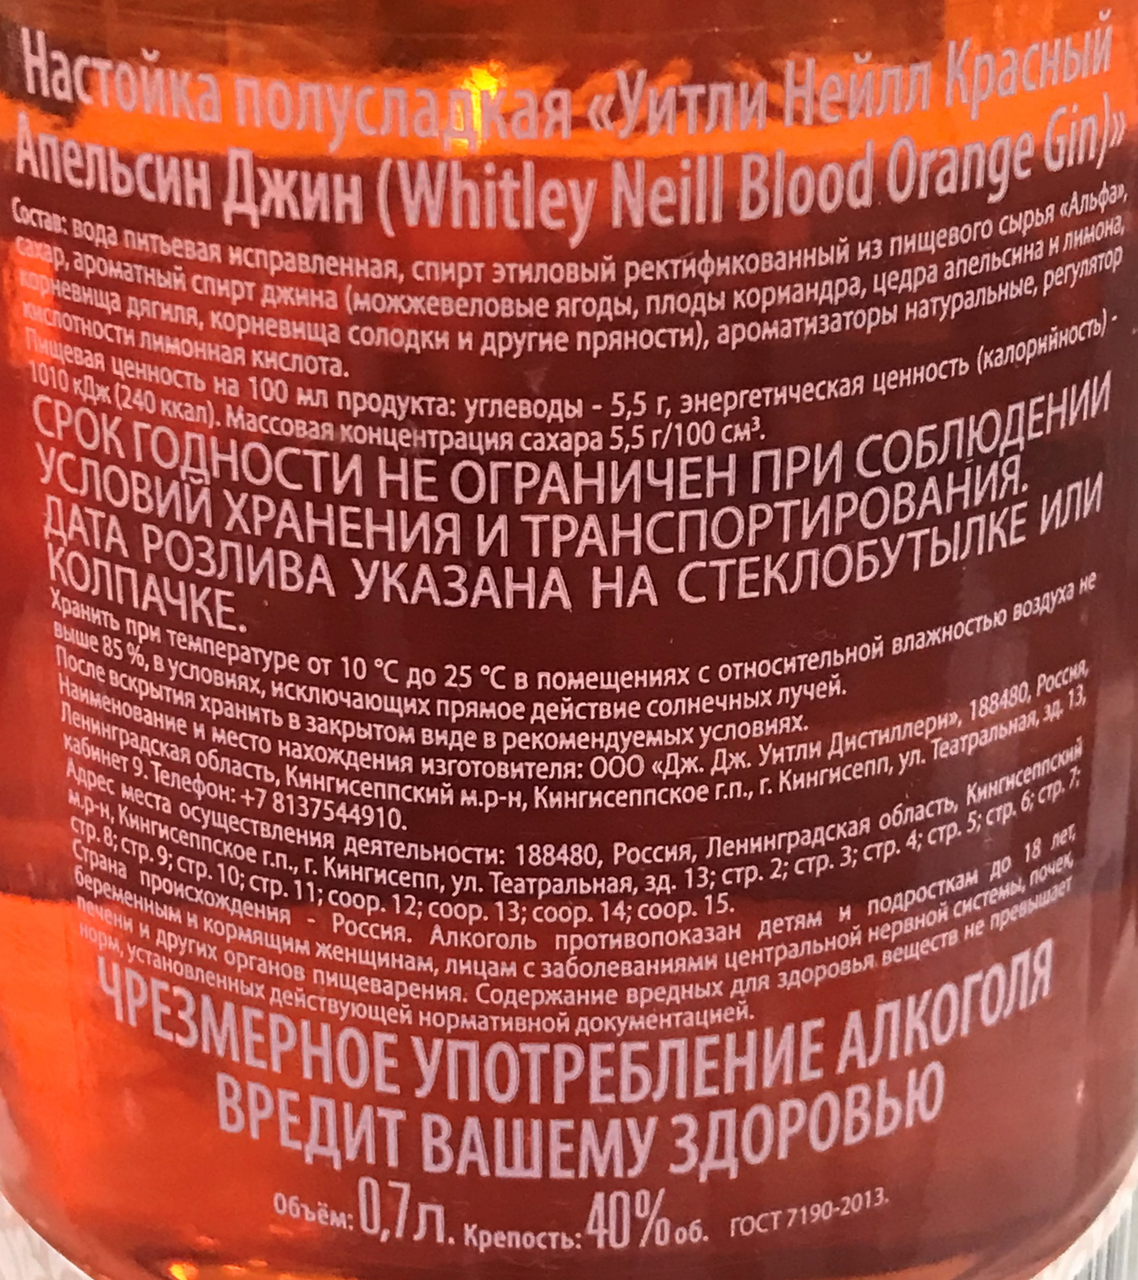 Настойка полусладкая «Уитли Нейлл Красный
Апельсин Джин (Whitley Neill Blood Orange Gin)»
Состав: вода питьевая исправленная, спирт этиловый ректификованный из пищевого сырья «Альфа»,
сахар, ароматный спирт джина (можжевеловые ягоды, плоды кориандра, цедра апельсина и лимона,
корневища дягиля, корневища солодки и другие пряности), ароматизаторы натуральные, регулятор
кислотности лимонная кислота.
Пищевая ценность на 100 мл продукта: углеводы - 5,5 г, энергетическая ценность (калорийность) -
1010 кДж (240 ккал). Массовая концентрация сахара 5,5 г/100 см³.
СРОК ГОДНОСТИ НЕ ОГРАНИЧЕН ПРИ СОБЛЮДЕНИИ
УСЛОВИЙ ХРАНЕНИЯ И ТРАНСПОРТИРОВАНИЯ.
ДАТА РОЗЛИВА УКАЗАНА НА СТЕКЛОБУТЫЛКЕ ИЛИ
КОЛПАЧКЕ.
Хранить при температуре от 10 °С до 25 °С в помещениях с относительной влажностью воздуха не
выше 85 %, в условиях, исключающих прямое действие солнечных лучей.
После вскрытия хранить в закрытом виде в рекомендуемых условиях.
Наименование и место нахождения изготовителя: ООО «Дж. Дж. Уитли Дистиллери», 188480, Россия,
Ленинградская область, Кингисеппский м.р-н, Кингисеппское г.п., г. Кингисепп, ул. Театральная, зд. 13,
кабинет 9. Телефон: +7 8137544910.
Адрес места осуществления деятельности: 188480, Россия, Ленинградская область, Кингисеппский
м.р-н, Кингисеппское г.п., г. Кингисепп, ул. Театральная, зд. 13; стр. 2; стр. 3; стр. 4; стр. 5; стр. 6; стр. 7;
стр. 8; стр. 9; стр. 10; стр. 11; соор. 12; соор. 13; соор. 14; соор. 15.
Страна происхождения - Россия. Алкоголь противопоказан детям и подросткам до 18 лет,
беременным и кормящим женщинам, лицам с заболеваниями центральной нервной системы, почек,
печени и других органов пищеварения. Содержание вредных для здоровья веществ не превышает
норм, установленных действующей нормативной документацией.
ЧРЕЗМЕРНОЕ УПОТРЕБЛЕНИЕ АЛКОГОЛЯ
ВРЕДИТ ВАШЕМУ ЗДОРОВЬЮ
Объём: 0,7 л. Крепость: 40% об. ГОСТ 7190-2013.